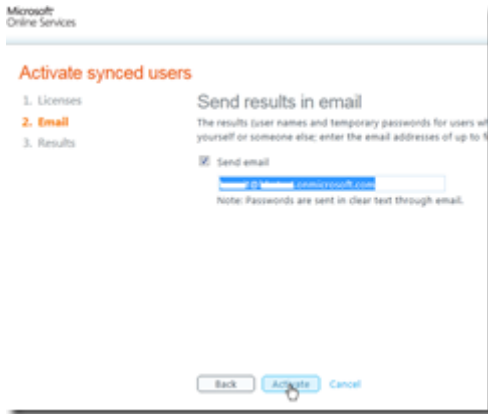 Microsoft®
Online Services
Activate synced users
1. Licenses
2. Email
3. Results
Send results in email
The results (user names and temporary passwords for users wh
yourself or someone else; enter the email addresses of up to f
Send email
.onmicrosoft.com
Note: Passwords are sent in clear text through email.
Back
Activate
Cancel